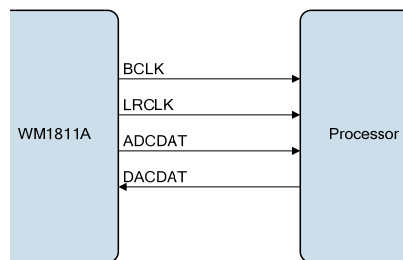 BCLK
LRCLK
WM1811A
Processor
ADCDAT
DACDAT